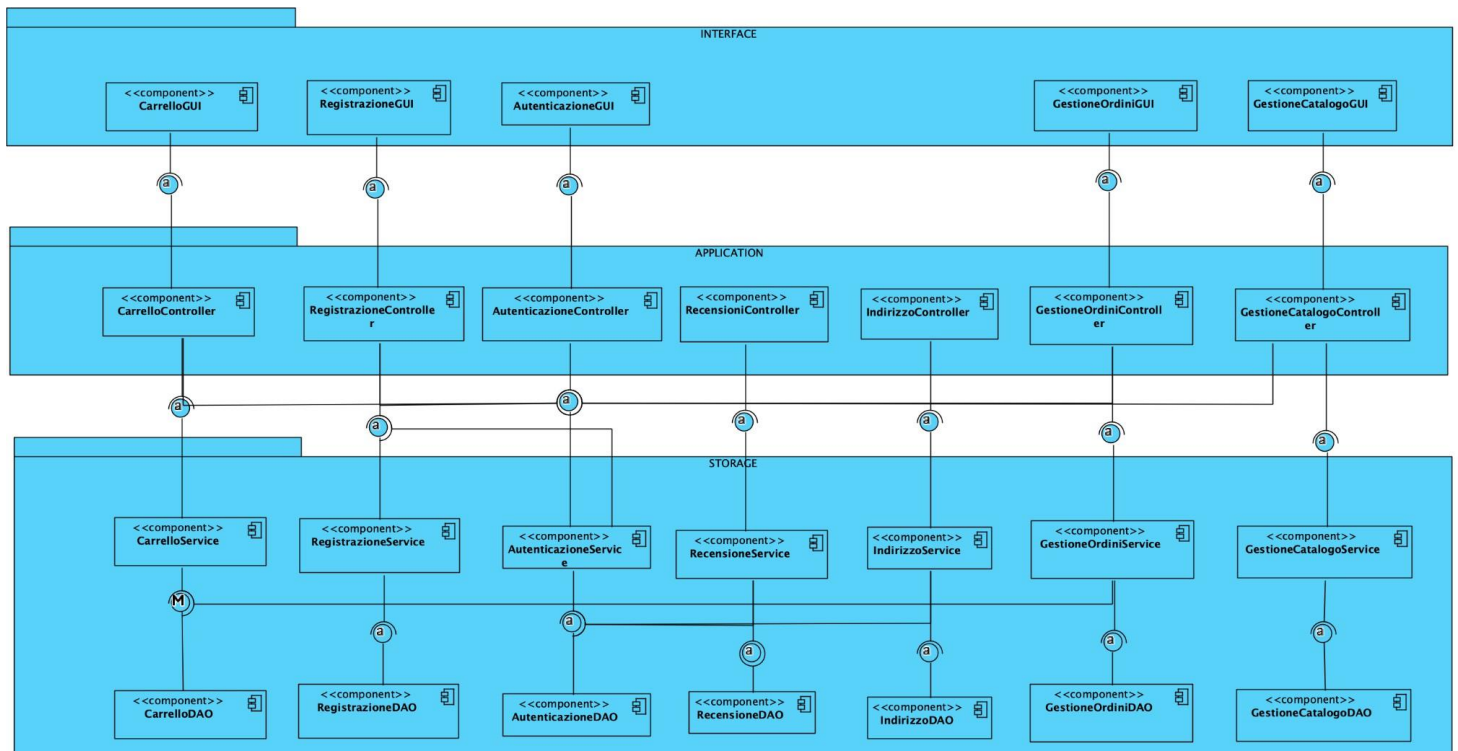 INTERFACE
<<component>>
CarrelloGUI
<<component>>
RegistrazioneGUI
<<component>>
AutenticazioneGUI
<<component>>
GestioneOrdiniGUI
<<component>>
GestioneCatalogoGUI
a
a
a
a
a
APPLICATION
<<component>>
CarrelloController
<<component>>
RegistrazioneControlle
r
<<component>>
AutenticazioneController
<<component>>
RecensioniController
<<component>>
IndirizzoController
<<component>>
GestioneOrdiniControll
er
<<component>>
GestioneCatalogoControll
er
a
a
a
a
a
a
a
STORAGE
<<component>>
CarrelloService
<<component>>
RegistrazioneService
<<component>>
AutenticazioneServic
e
<<component>>
RecensioneService
<<component>>
IndirizzoService
<<component>>
GestioneOrdiniService
<<component>>
GestioneCatalogoService
M
a
a
a
a
a
a
<<component>>
CarrelloDAO
<<component>>
RegistrazioneDAO
<<component>>
AutenticazioneDAO
<<component>>
RecensioneDAO
<<component>>
IndirizzoDAO
<<component>>
GestioneOrdiniDAO
<<component>>
GestioneCatalogoDAO